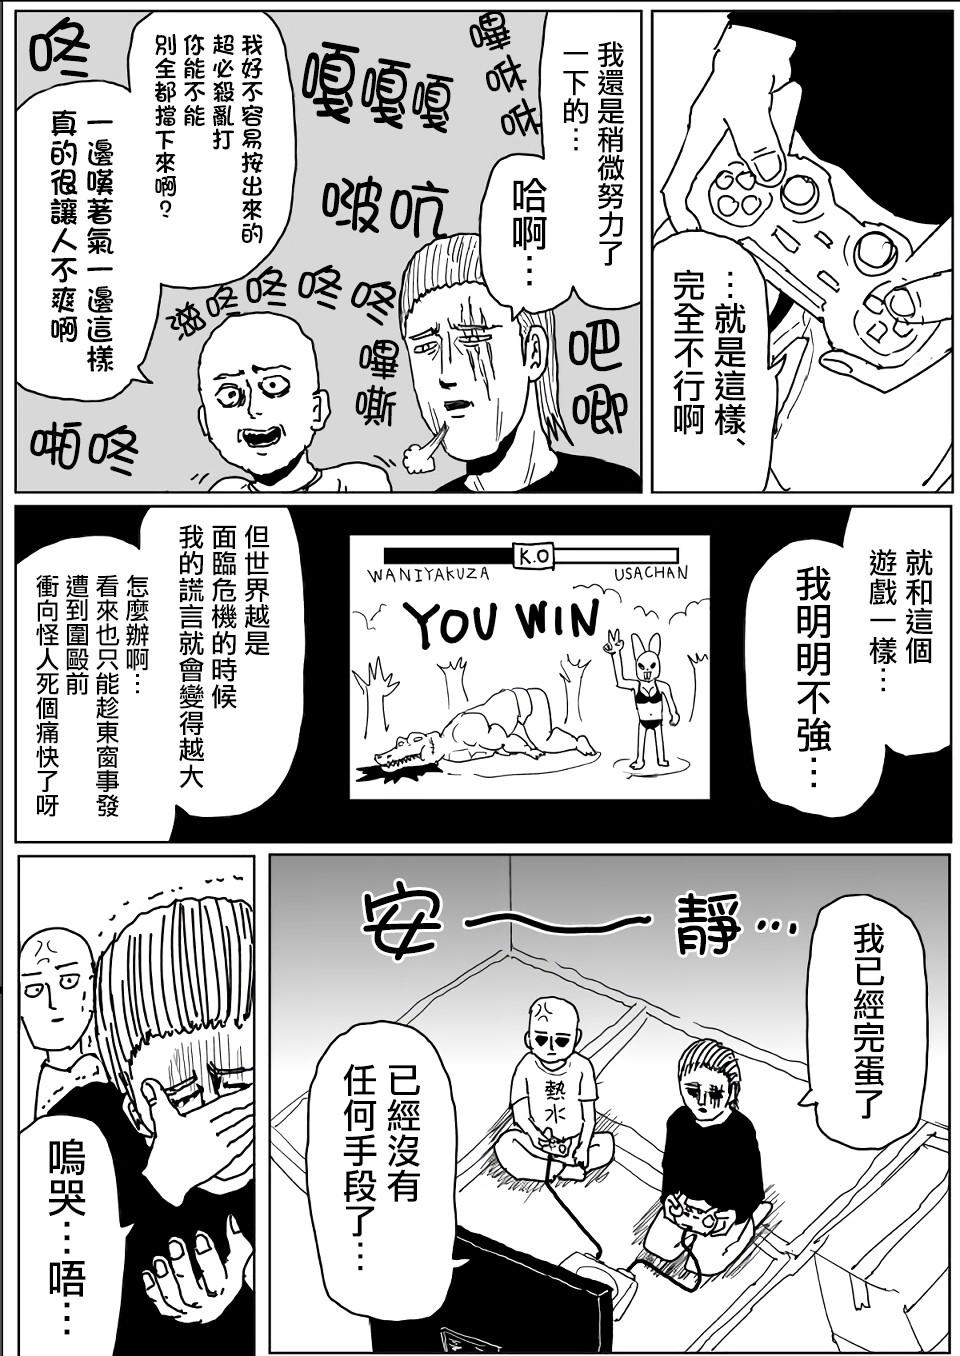 …就是這樣、
完全不行啊
我還是稍微努力了
一下的…
哈啊…
嗶
咻
咻
咻
嘎嘎嘎
啵吭
我好不容易按出來的
超必殺亂打
你能不能
別全都擋下來啊？
一邊嘆著氣一邊這樣
真的很讓人不爽啊
咚
滋咚咚咚咚
嗶
嘶
吧
唧
啪咚
就和這個
遊戲一樣…
我明明不強…
K.O
WANIYAKUZA
USACHAN
YOU WIN
但世界越是
面臨危機的時候
我的謊言就會變得越大
怎麼辦啊…
看來也只能趁東窗事發
遭到圍毆前
衝向怪人死個痛快了呀
我已經完蛋了
安～靜…
熱
水
已經沒有
任何手段了…
嗚哭…唔…